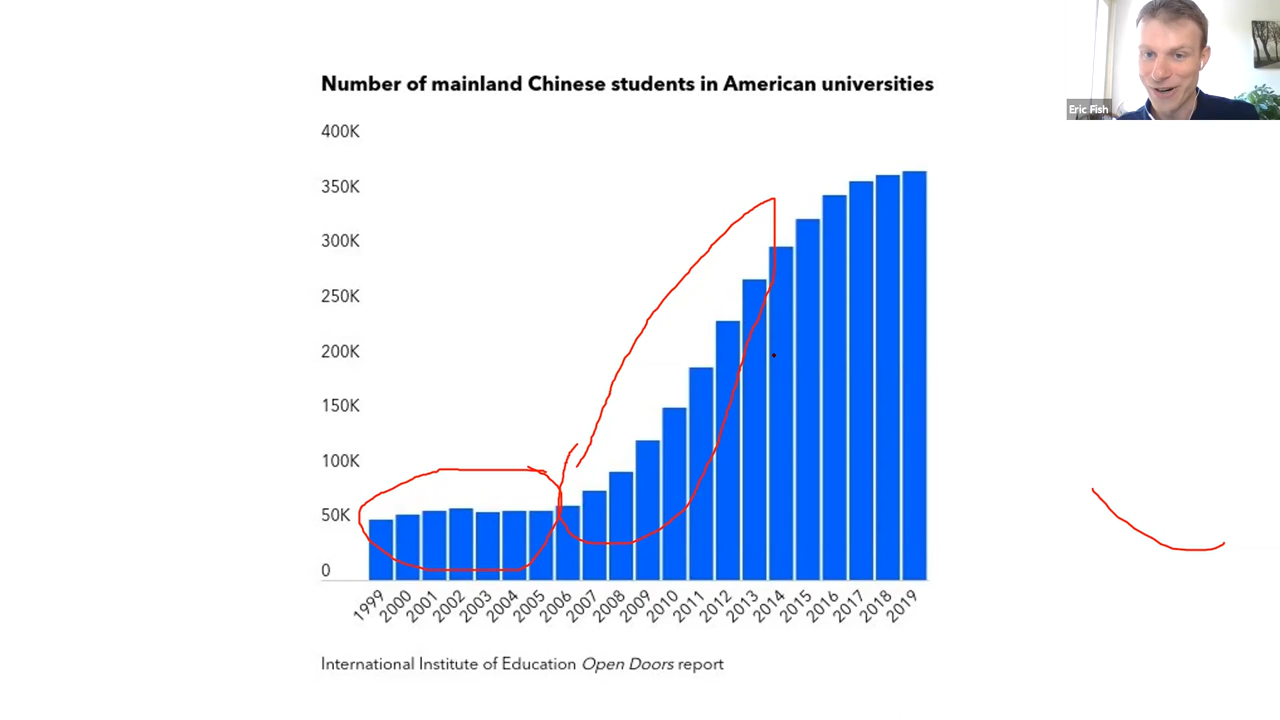 Number of mainland Chinese students in American universities
Eric Fish
400K
350K
300K
250K
200K
150K
100K
50K
0
1999 2000 2001 2002 2003 2004 2005 2006 2007 2008 2009 2010 2011 2012 2013 2014 2015 2016 2017 2018 2019
International Institute of Education Open Doors report